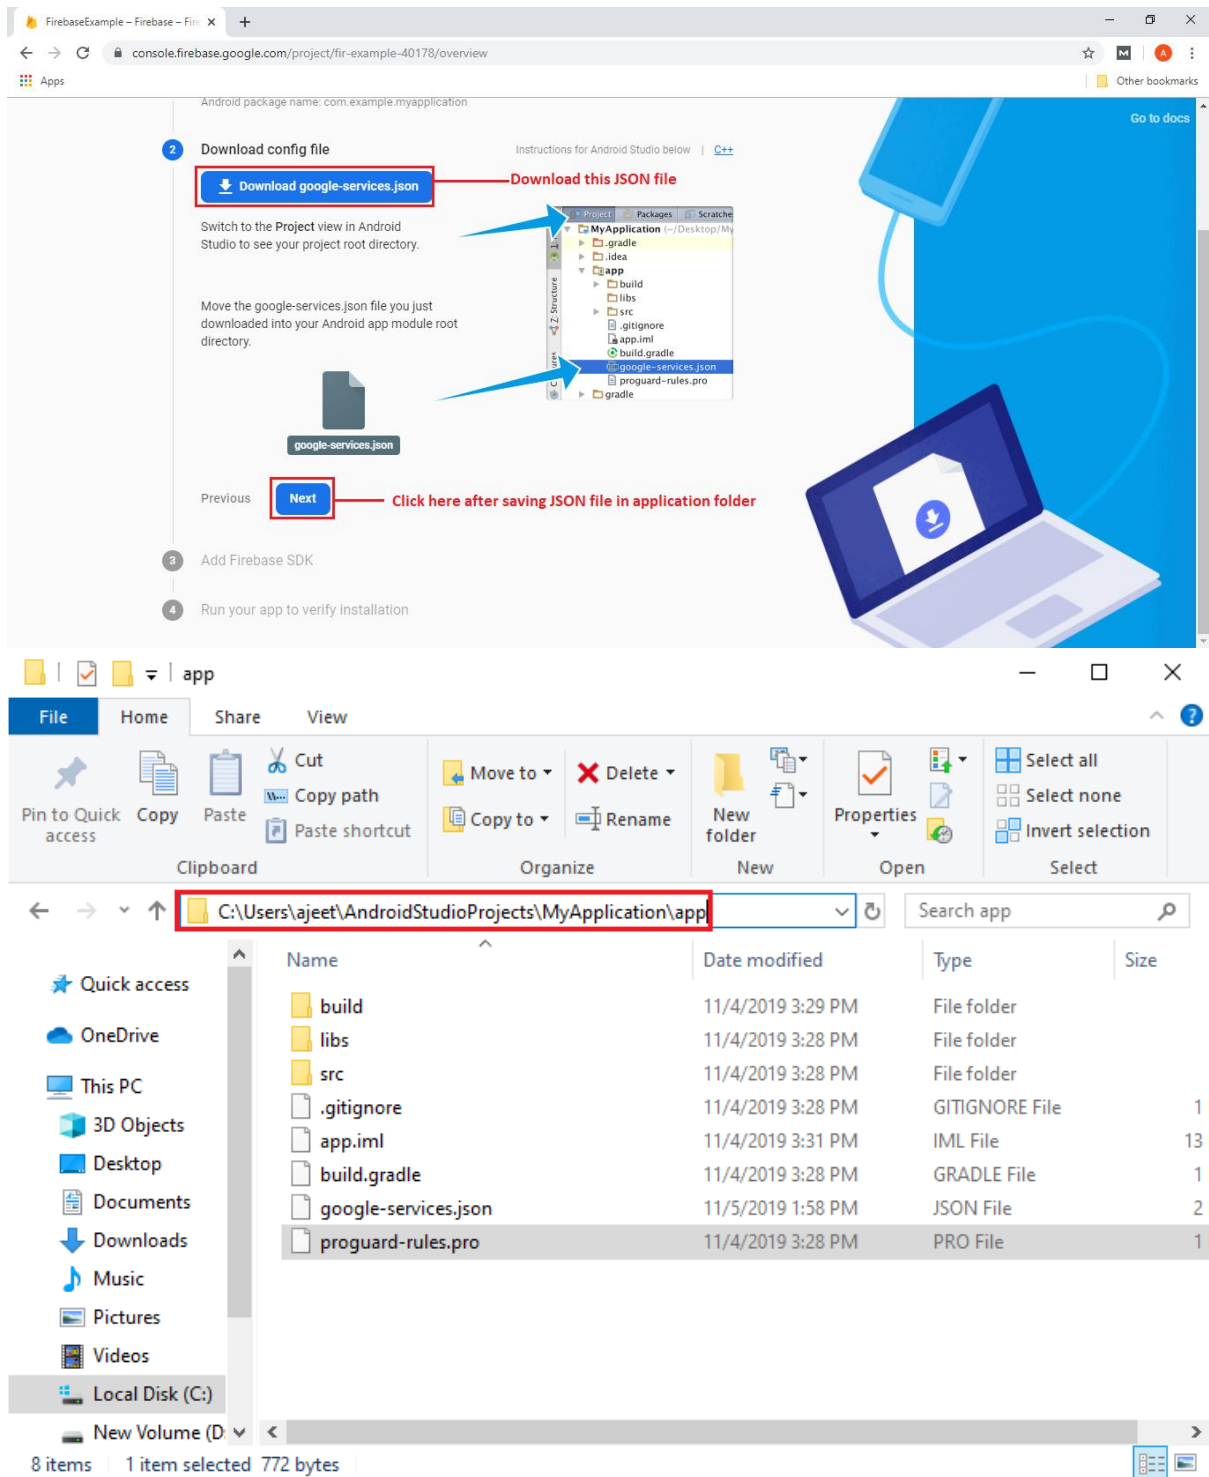 FirebaseExample – Firebase – Fire
console.firebase.google.com/project/fir-example-40178/overview
M
A
Apps
Other bookmarks
Android package name: com.example.myapplication
Go to docs
2
Download config file
Instructions for Android Studio below | C++
Download google-services.json
Download this JSON file
Switch to the Project view in Android
Studio to see your project root directory.
Project
Packages
Scratche
MyApplication (~/Desktop/My
.gradle
.idea
app
build
libs
src
.gitignore
app.iml
build.gradle
google-services.json
proguard-rules.pro
gradle
Z: Structure
Move the google-services.json file you just
downloaded into your Android app module root
directory.
google-services.json
Previous
Next
Click here after saving JSON file in application folder
3
Add Firebase SDK
4
Run your app to verify installation
app
File
Home
Share
View
Pin to Quick
access
Copy
Paste
Cut
Copy path
Paste shortcut
Move to
Copy to
Delete
Rename
New
folder
Properties
Select all
Select none
Invert selection
Clipboard
Organize
New
Open
Select
C:\Users\ajeet\AndroidStudioProjects\MyApplication\app
Search app
Name
Date modified
Type
Size
Quick access
OneDrive
This PC
3D Objects
Desktop
Documents
Downloads
Music
Pictures
Videos
Local Disk (C:)
New Volume (D:
build 11/4/2019 3:29 PM File folder
libs 11/4/2019 3:28 PM File folder
src 11/4/2019 3:28 PM File folder
.gitignore 11/4/2019 3:28 PM GITIGNORE File 1
app.iml 11/4/2019 3:31 PM IML File 13
build.gradle 11/4/2019 3:28 PM GRADLE File 1
google-services.json 11/5/2019 1:58 PM JSON File 2
proguard-rules.pro 11/4/2019 3:28 PM PRO File 1
8 items
1 item selected 772 bytes